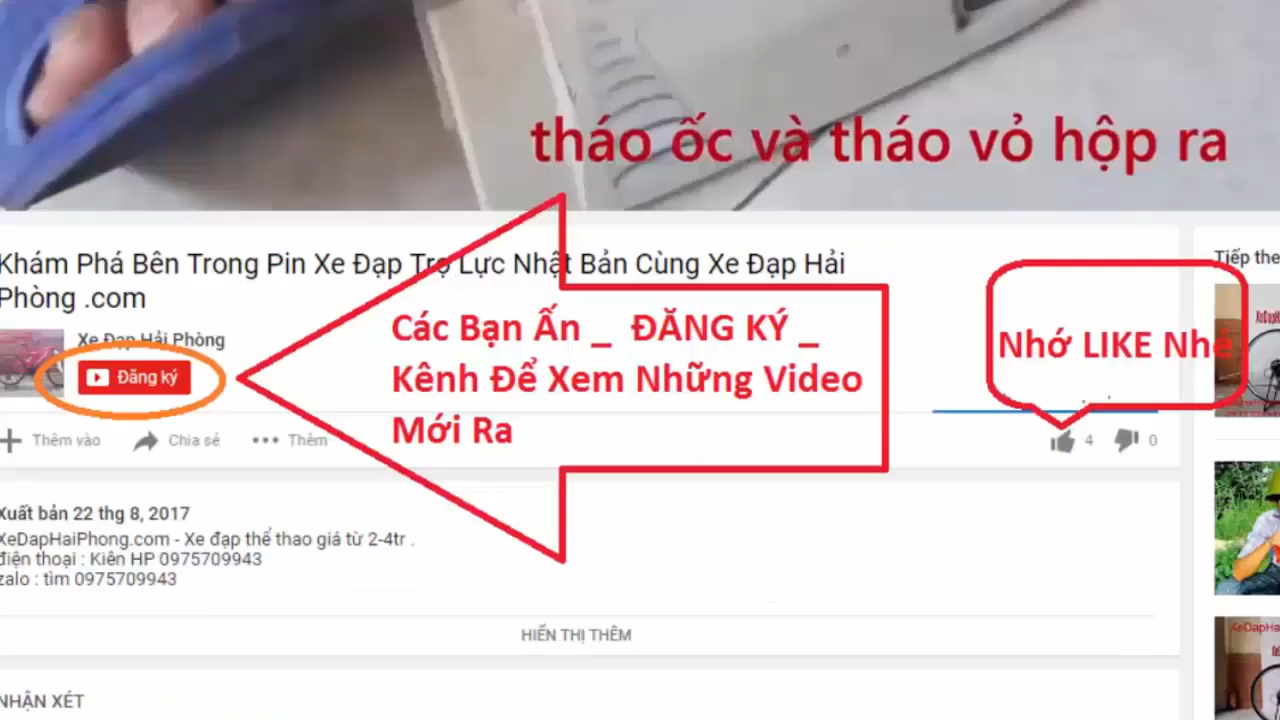 tháo ốc và tháo vỏ hộp ra
Khám Phá Bên Trong Pin Xe Đạp Trợ Lực Nhật Bản Cùng Xe Đạp Hải
Phòng .com
Xe Đạp Hải Phòng
Đăng ký
Các Bạn Ấn _ ĐĂNG KÝ _
Kênh Để Xem Những Video
Mới Ra
Nhớ LIKE Nhé
Tiếp the
Thêm vào
Chia sẻ
Thêm
4
0
Xuất bản 22 thg 8, 2017
XeDapHaiPhong.com - Xe đạp thể thao giá từ 2-4tr .
điện thoại : Kiên HP 0975709943
zalo : tìm 0975709943
HIỂN THỊ THÊM
NHẬN XÉT
XeDapHa